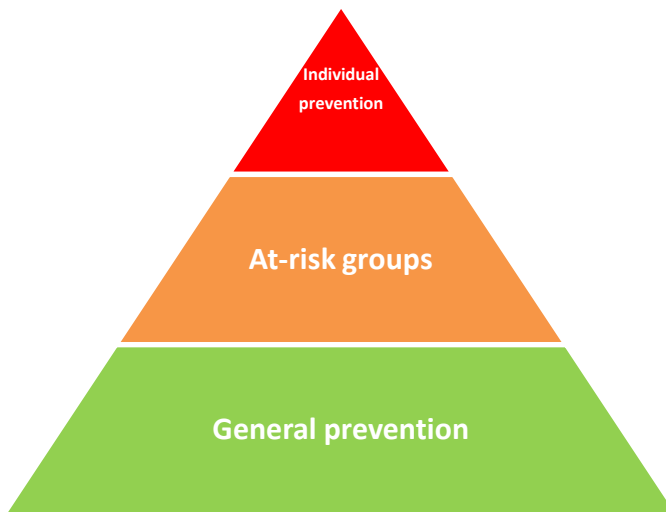 Individual
prevention
At-risk groups
General prevention